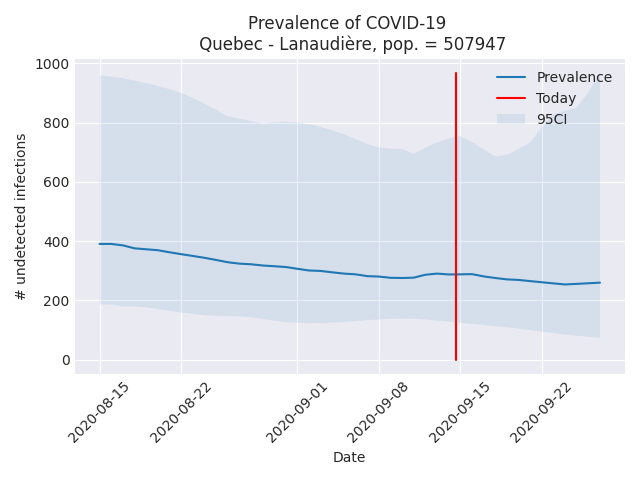 Prevalence of COVID-19
Quebec - Lanaudière, pop. = 507947
Prevalence
Today
95CI
# undetected infections
1000
800
600
400
200
0
2020-08-15
2020-08-22
2020-09-01
2020-09-08
2020-09-15
2020-09-22
Date